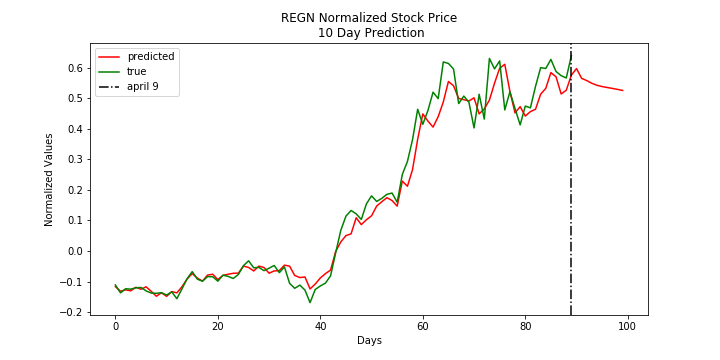 REGN Normalized Stock Price
10 Day Prediction
predicted
true
april 9
Normalized Values
0.6
0.5
0.4
0.3
0.2
0.1
0.0
−0.1
−0.2
0 20 40 60 80 100
Days